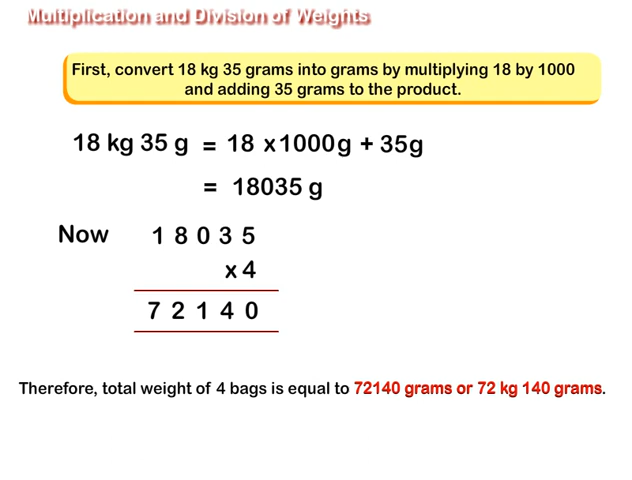 Multiplication and Division of Weights
First, convert 18 kg 35 grams into grams by multiplying 18 by 1000
and adding 35 grams to the product.
18 kg 35 g = 18 x 1000 g + 35 g
= 18035 g
Now 1 8 0 3 5
x 4
7 2 1 4 0
Therefore, total weight of 4 bags is equal to 72140 grams or 72 kg 140 grams.